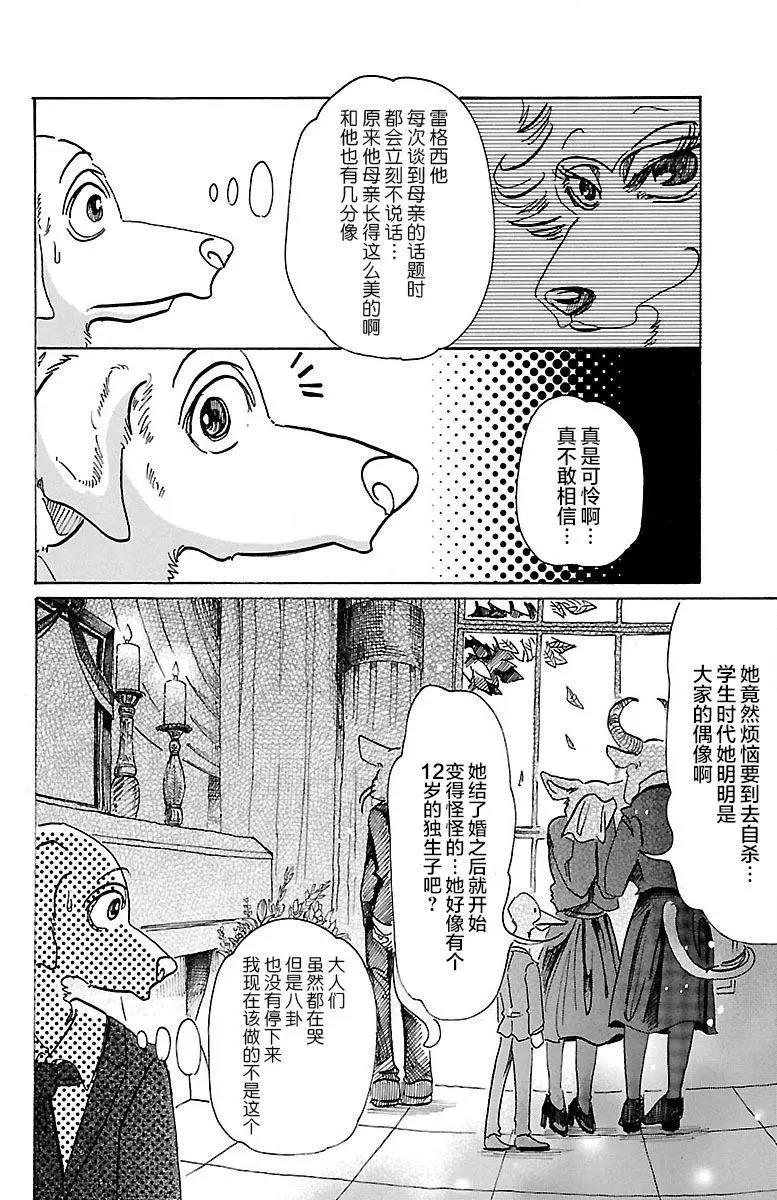 雷格西他
每次谈到母亲的话题时
都会立刻不说话…
原来他母亲长得这么美的啊
和他也有几分像
真是可怜啊…
真不敢相信…
她竟然烦恼要到去自杀…
学生时代她明明是
大家的偶像啊
她结了婚之后就开始
变得怪怪的…她好像有个
12岁的独生子吧？
大人们
虽然都在哭
但是八卦
也没有停下来
我现在该做的不是这个